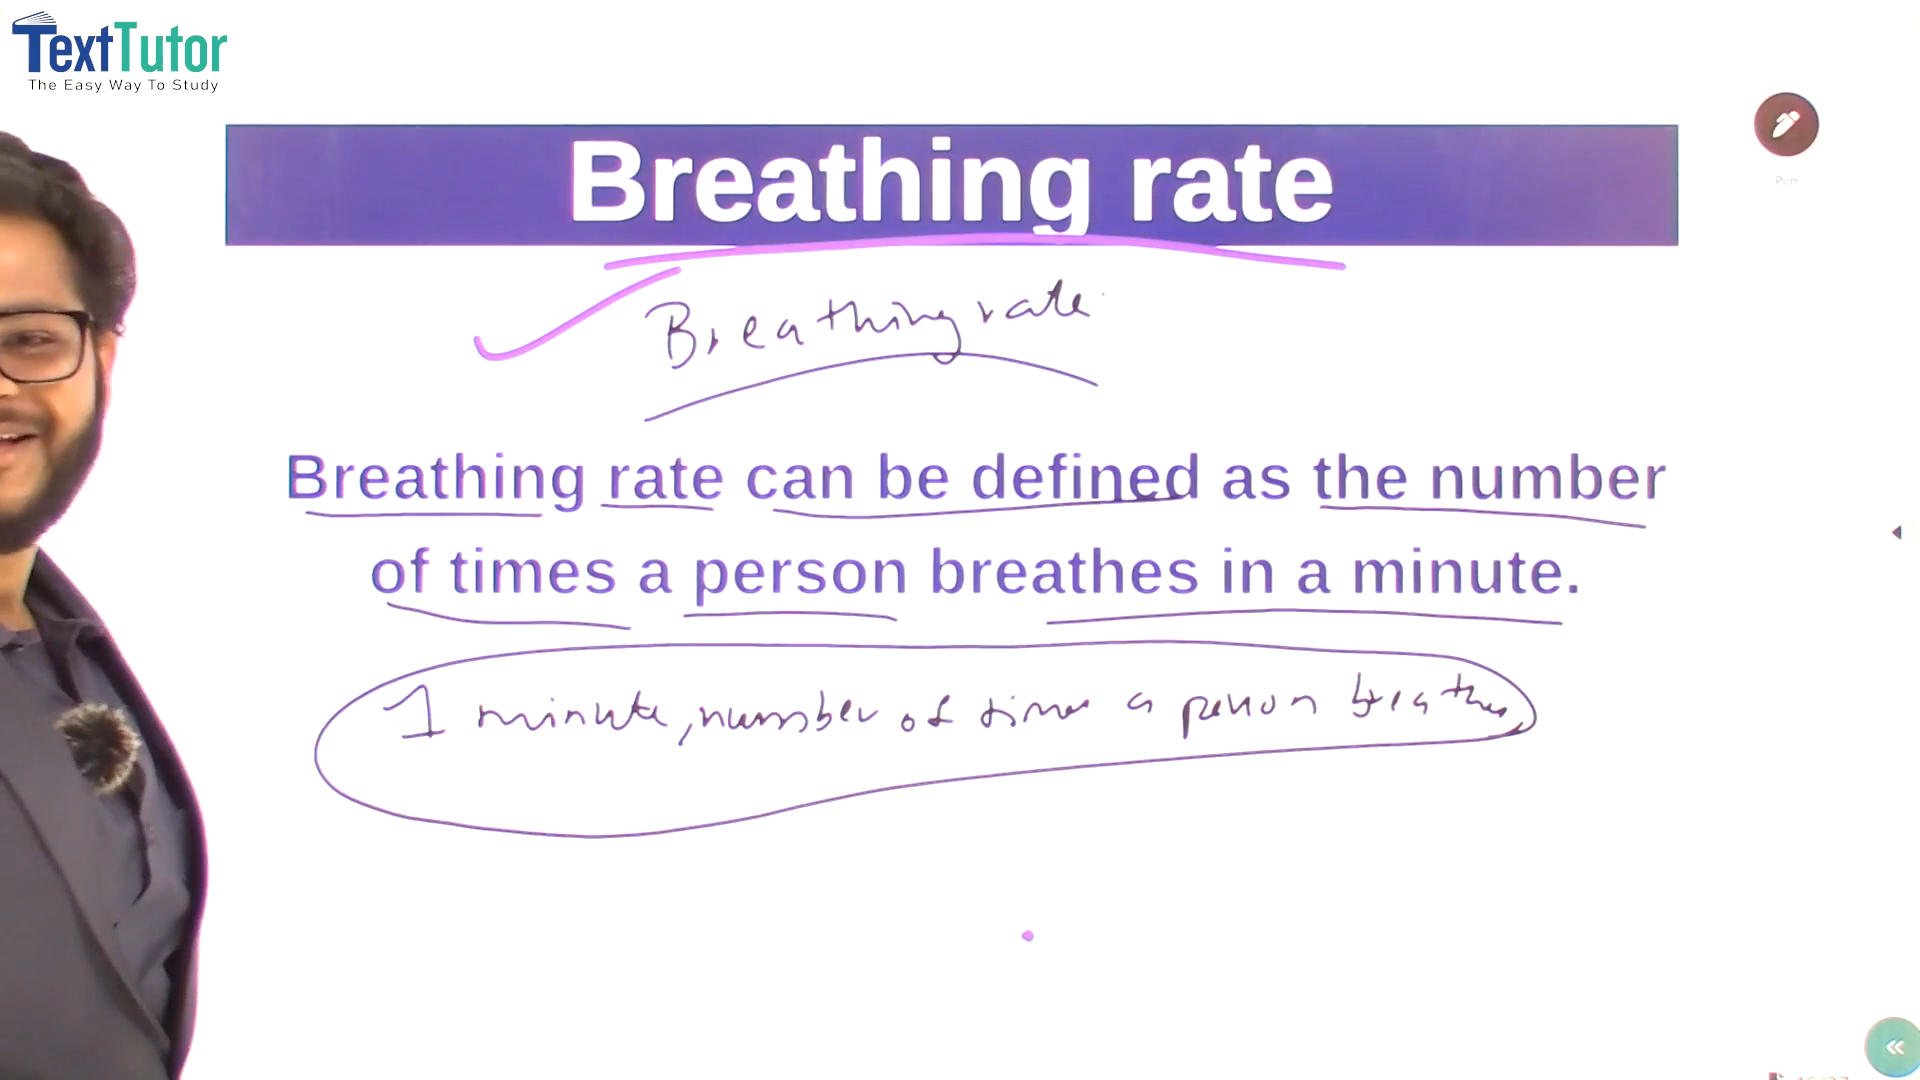 TextTutor
The Easy Way To Study
Breathing rate
Pen
Breathing rate
Breathing rate can be defined as the number
of times a person breathes in a minute.
1 minute, number of times a person breathes